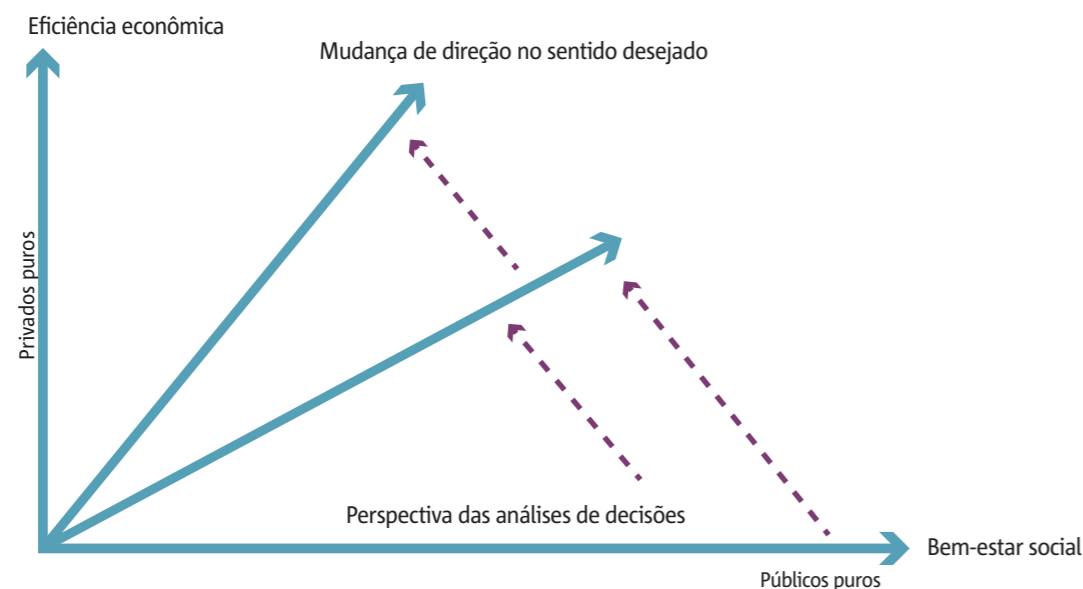 Eficiência econômica
Mudança de direção no sentido desejado
Privados puros
Perspectiva das análises de decisões
Bem-estar social
Públicos puros